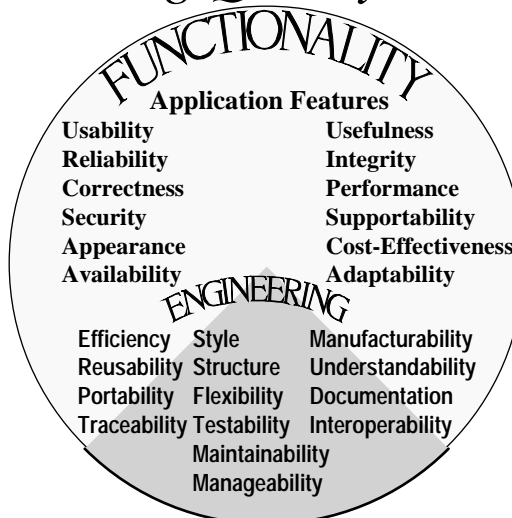 FUNCTIONALITY
Application Features
Usability Usefulness
Reliability Integrity
Correctness Performance
Security Supportability
Appearance Cost-Effectiveness
Availability Adaptability
ENGINEERING
Efficiency Style Manufacturability
Reusability Structure Understandability
Portability Flexibility Documentation
Traceability Testability Interoperability
Maintainability
Manageability